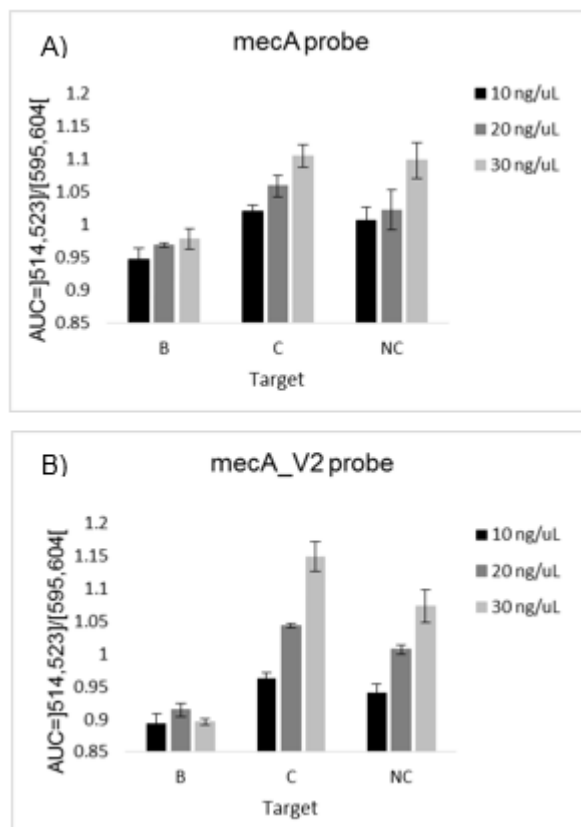 A)
mecA probe
AUC=]514,523]/[595,604[
1.2
1.15
1.1
1.05
1
0.95
0.9
0.85
B
C
NC
Target
10 ng/uL
20 ng/uL
30 ng/uL
B)
mecA_V2 probe
AUC=]514,523]/[595,604[
1.2
1.15
1.1
1.05
1
0.95
0.9
0.85
B
C
NC
Target
10 ng/uL
20 ng/uL
30 ng/uL